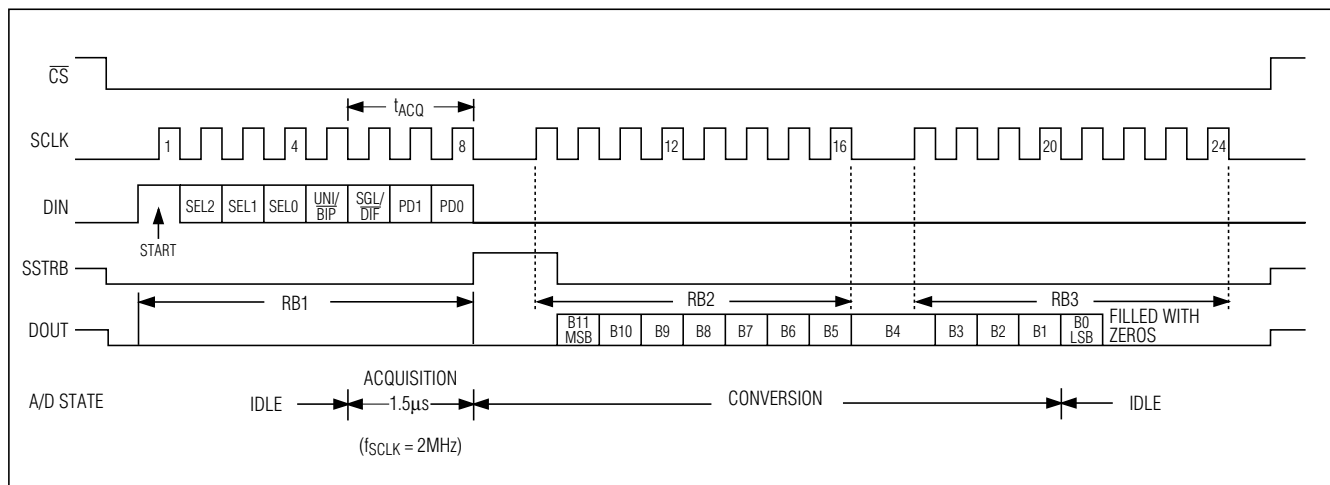 CS
tACQ
SCLK 1 4 8 12 16 20 24
DIN SEL2 SEL1 SEL0 UNI/BIP SGL/DIF PD1 PD0
START
SSTRB
RB1 RB2 RB3
DOUT B11 MSB B10 B9 B8 B7 B6 B5 B4 B3 B2 B1 B0 LSB FILLED WITH ZEROS
A/D STATE IDLE ACQUISITION 1.5µs CONVERSION IDLE
(fSCLK = 2MHz)